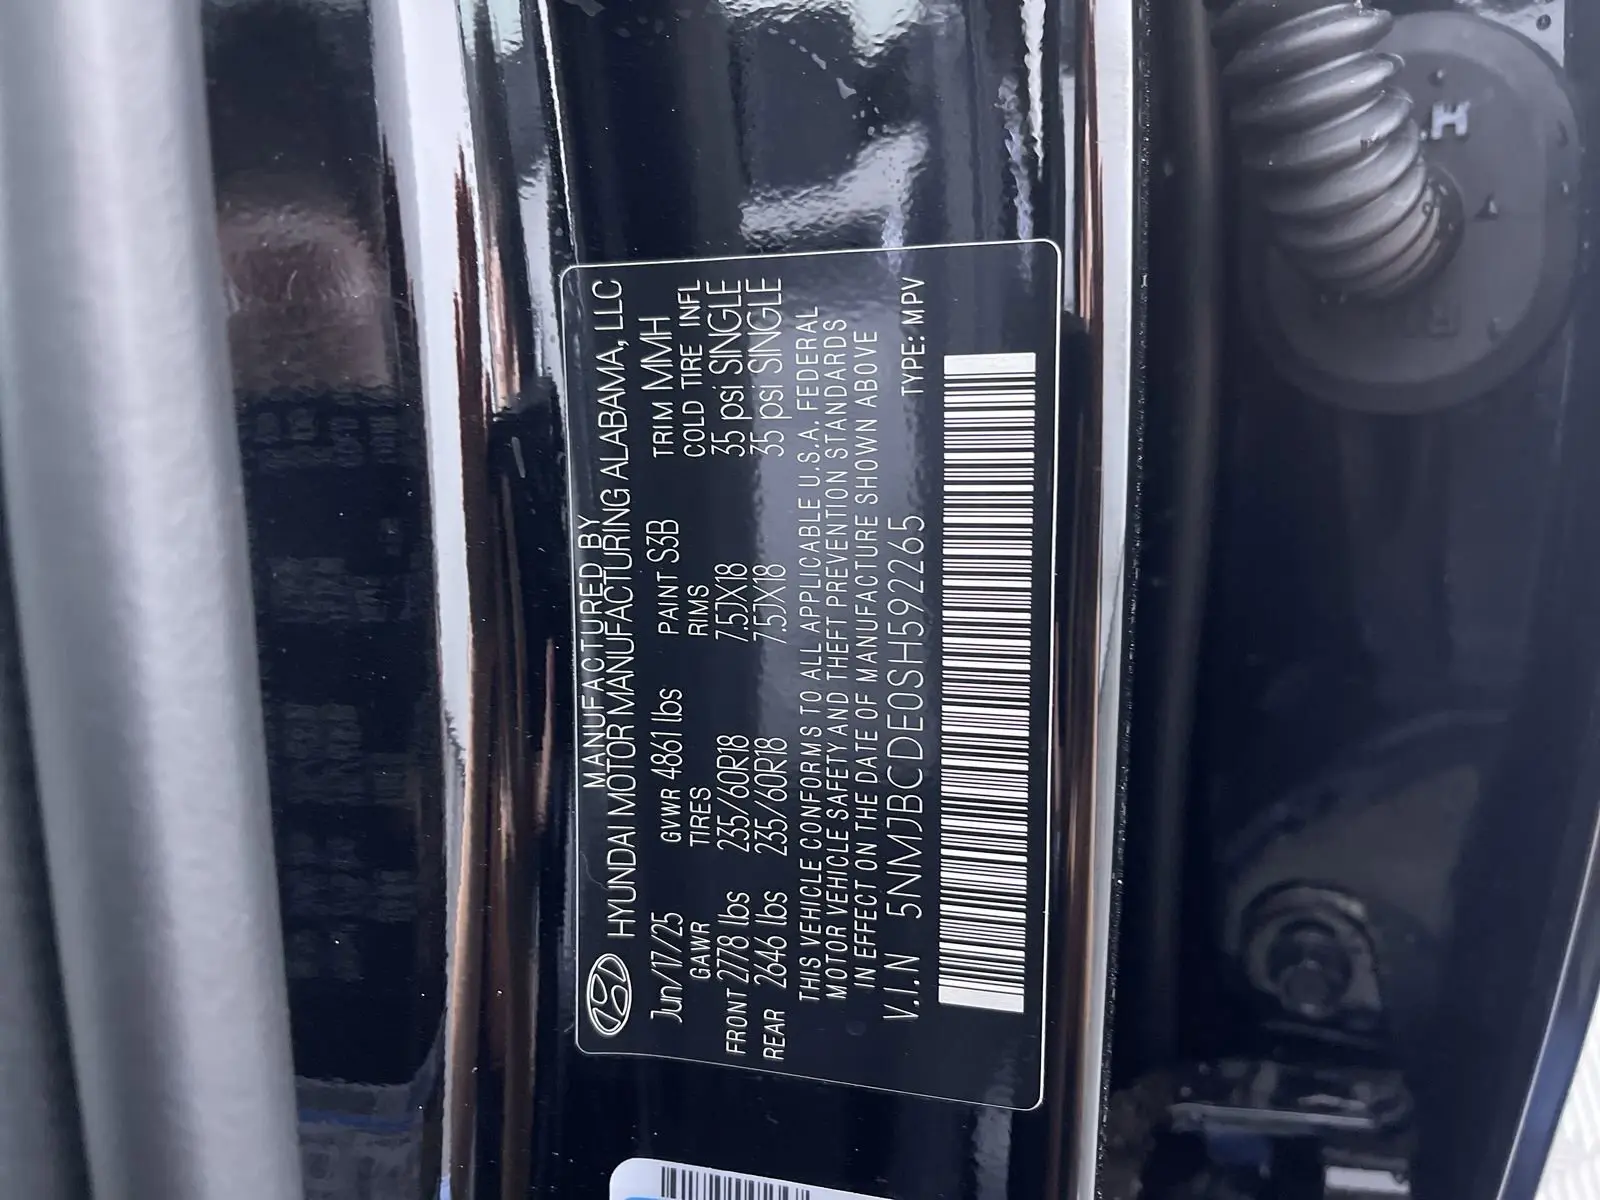 MANUFACTURED BY
HYUNDAI MOTOR MANUFACTURING ALABAMA, LLC
Jun/17/25 GVWR 4861 lbs PAINT S3B TRIM MMH
GAWR TIRES RIMS COLD TIRE INFL
FRONT 2778 lbs 235/60R18 7.5JX18 35 psi SINGLE
REAR 2646 lbs 235/60R18 7.5JX18 35 psi SINGLE
THIS VEHICLE CONFORMS TO ALL APPLICABLE U.S.A. FEDERAL
MOTOR VEHICLE SAFETY AND THEFT PREVENTION STANDARDS
IN EFFECT ON THE DATE OF MANUFACTURE SHOWN ABOVE
V.I.N 5NMJBCDE0SH592265 TYPE: MPV